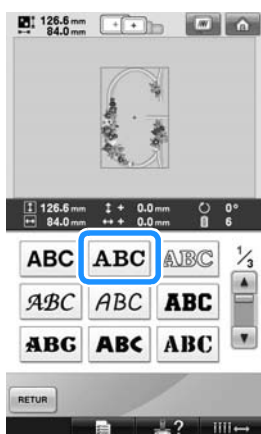 126.6 mm
84.0 mm
126.6 mm + 0.0 mm 0°
84.0 mm + 0.0 mm 6
ABC ABC ABC 1/3
ABC ABC ABC
ABC ABC ABC
RETUR
?